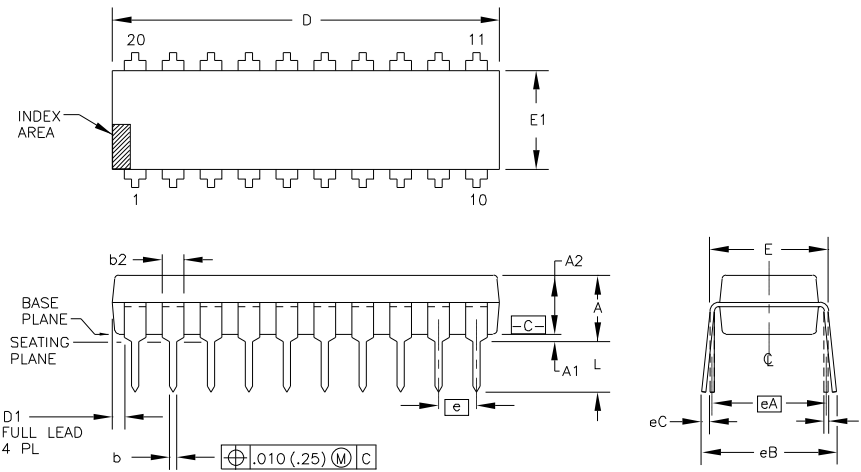 D
20
11
INDEX
AREA
E1
1
10
b2
A2
E
BASE
PLANE
A
-C-
SEATING
PLANE
A1
L
℄
D1
FULL LEAD
4 PL
e
eA
eC
b
⌖ .010 (.25) Ⓜ C
eB